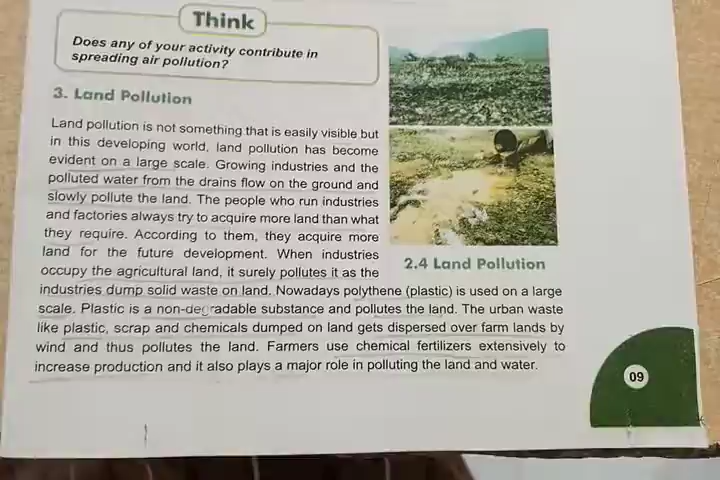 Think
Does any of your activity contribute in
spreading air pollution?
3. Land Pollution
Land pollution is not something that is easily visible but
in this developing world, land pollution has become
evident on a large scale. Growing industries and the
polluted water from the drains flow on the ground and
slowly pollute the land. The people who run industries
and factories always try to acquire more land than what
they require. According to them, they acquire more
land for the future development. When industries
occupy the agricultural land, it surely pollutes it as the
2.4 Land Pollution
industries dump solid waste on land. Nowadays polythene (plastic) is used on a large
scale. Plastic is a non-degradable substance and pollutes the land. The urban waste
like plastic, scrap and chemicals dumped on land gets dispersed over farm lands by
wind and thus pollutes the land. Farmers use chemical fertilizers extensively to
increase production and it also plays a major role in polluting the land and water.
09